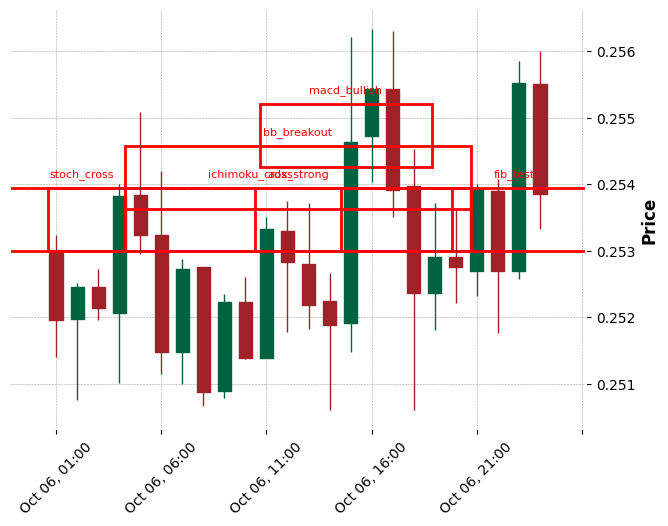 macd_bullish
bb_breakout
stoch_cross
ichimoku_cross
adx_strong
fib_test
0.256
0.255
0.254
0.253
0.252
0.251
Price
Oct 06, 01:00
Oct 06, 06:00
Oct 06, 11:00
Oct 06, 16:00
Oct 06, 21:00